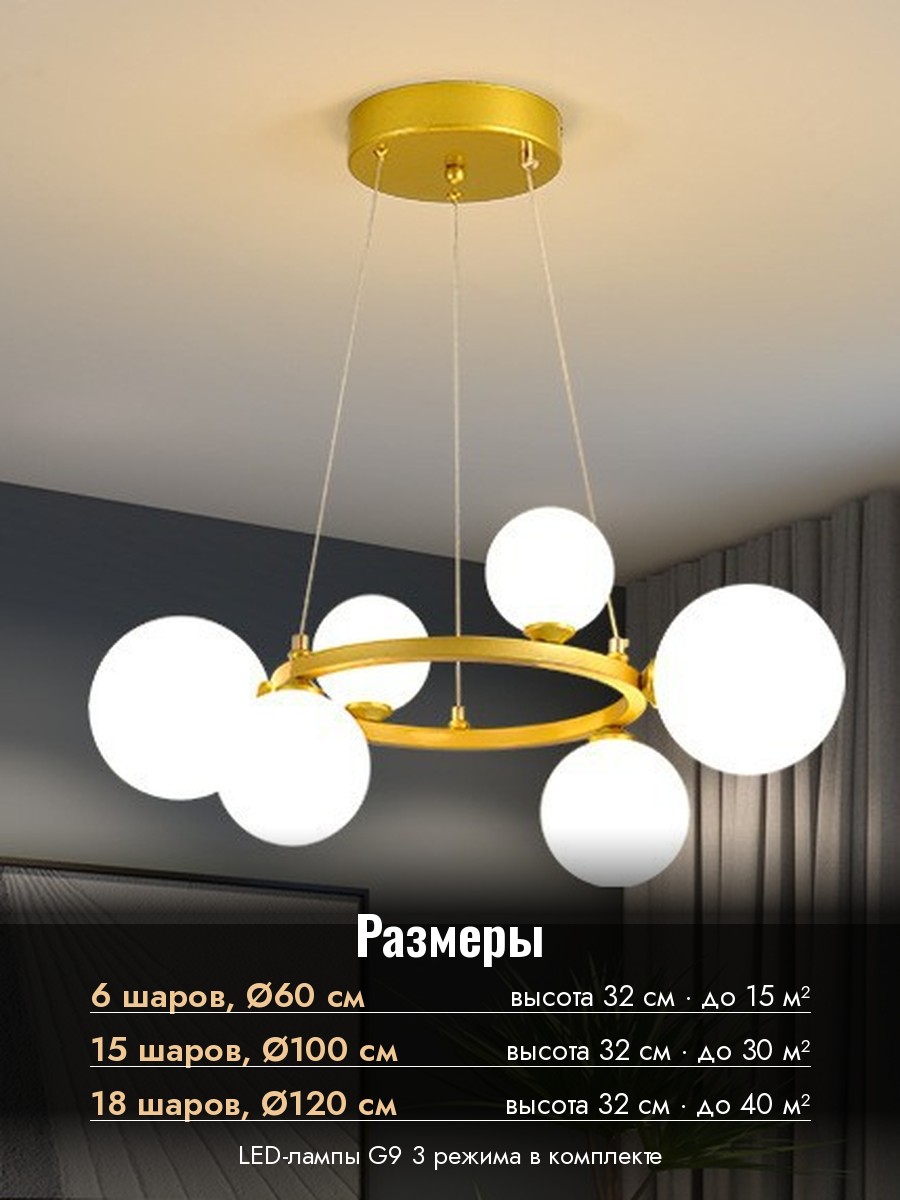 Размеры
6 шаров, Ø60 см высота 32 см · до 15 м²
15 шаров, Ø100 см высота 32 см · до 30 м²
18 шаров, Ø120 см высота 32 см · до 40 м²
LED-лампы G9 3 режима в комплекте